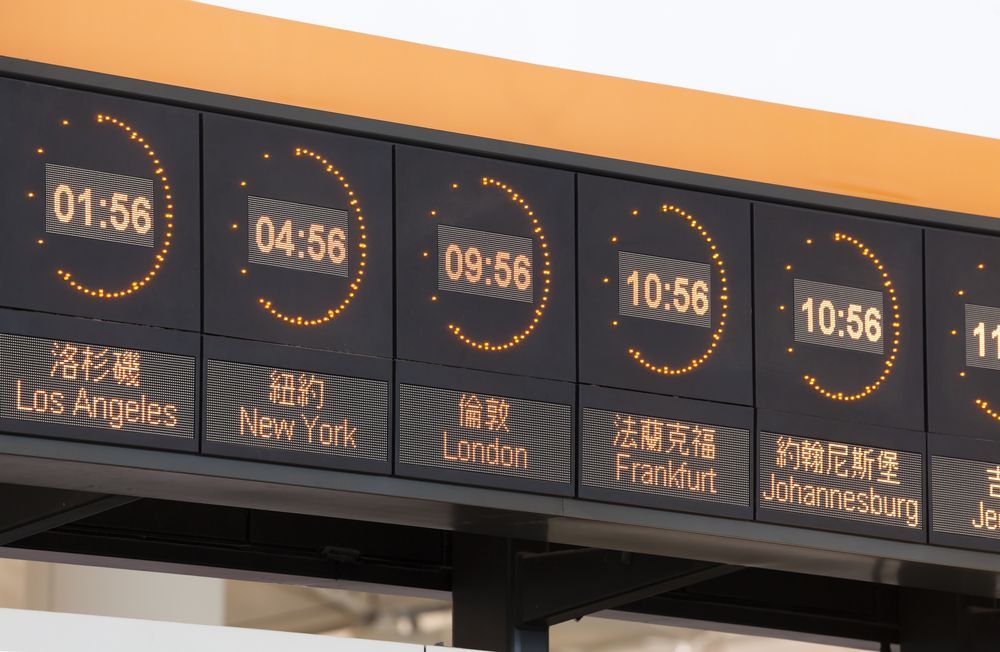 01:56
洛杉磯
Los Angeles
04:56
紐約
New York
09:56
倫敦
London
10:56
法蘭克福
Frankfurt
10:56
約翰尼斯堡
Johannesburg
11